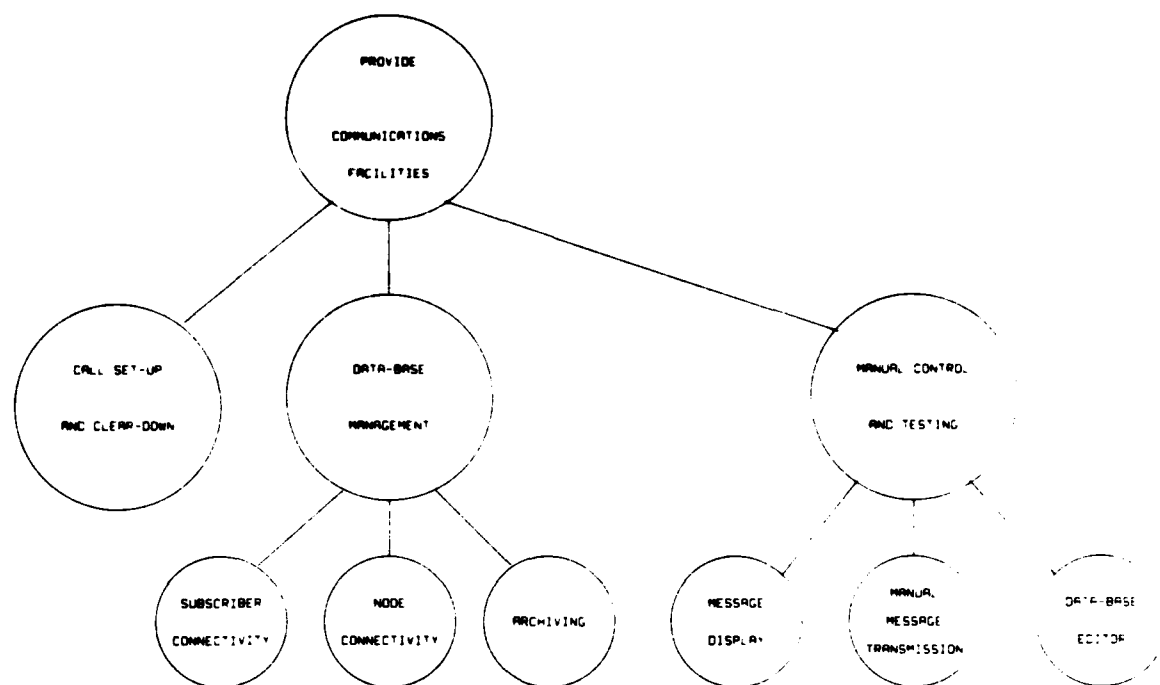 PROVIDE
COMMUNICATIONS
FACILITIES
CALL SET-UP
AND CLEAR-DOWN
DATA-BASE
MANAGEMENT
MANUAL CONTROL
AND TESTING
SUBSCRIBER
CONNECTIVITY
NODE
CONNECTIVITY
ARCHIVING
MESSAGE
DISPLAY
MANUAL
MESSAGE
TRANSMISSION
DATA-BASE
EDITOR